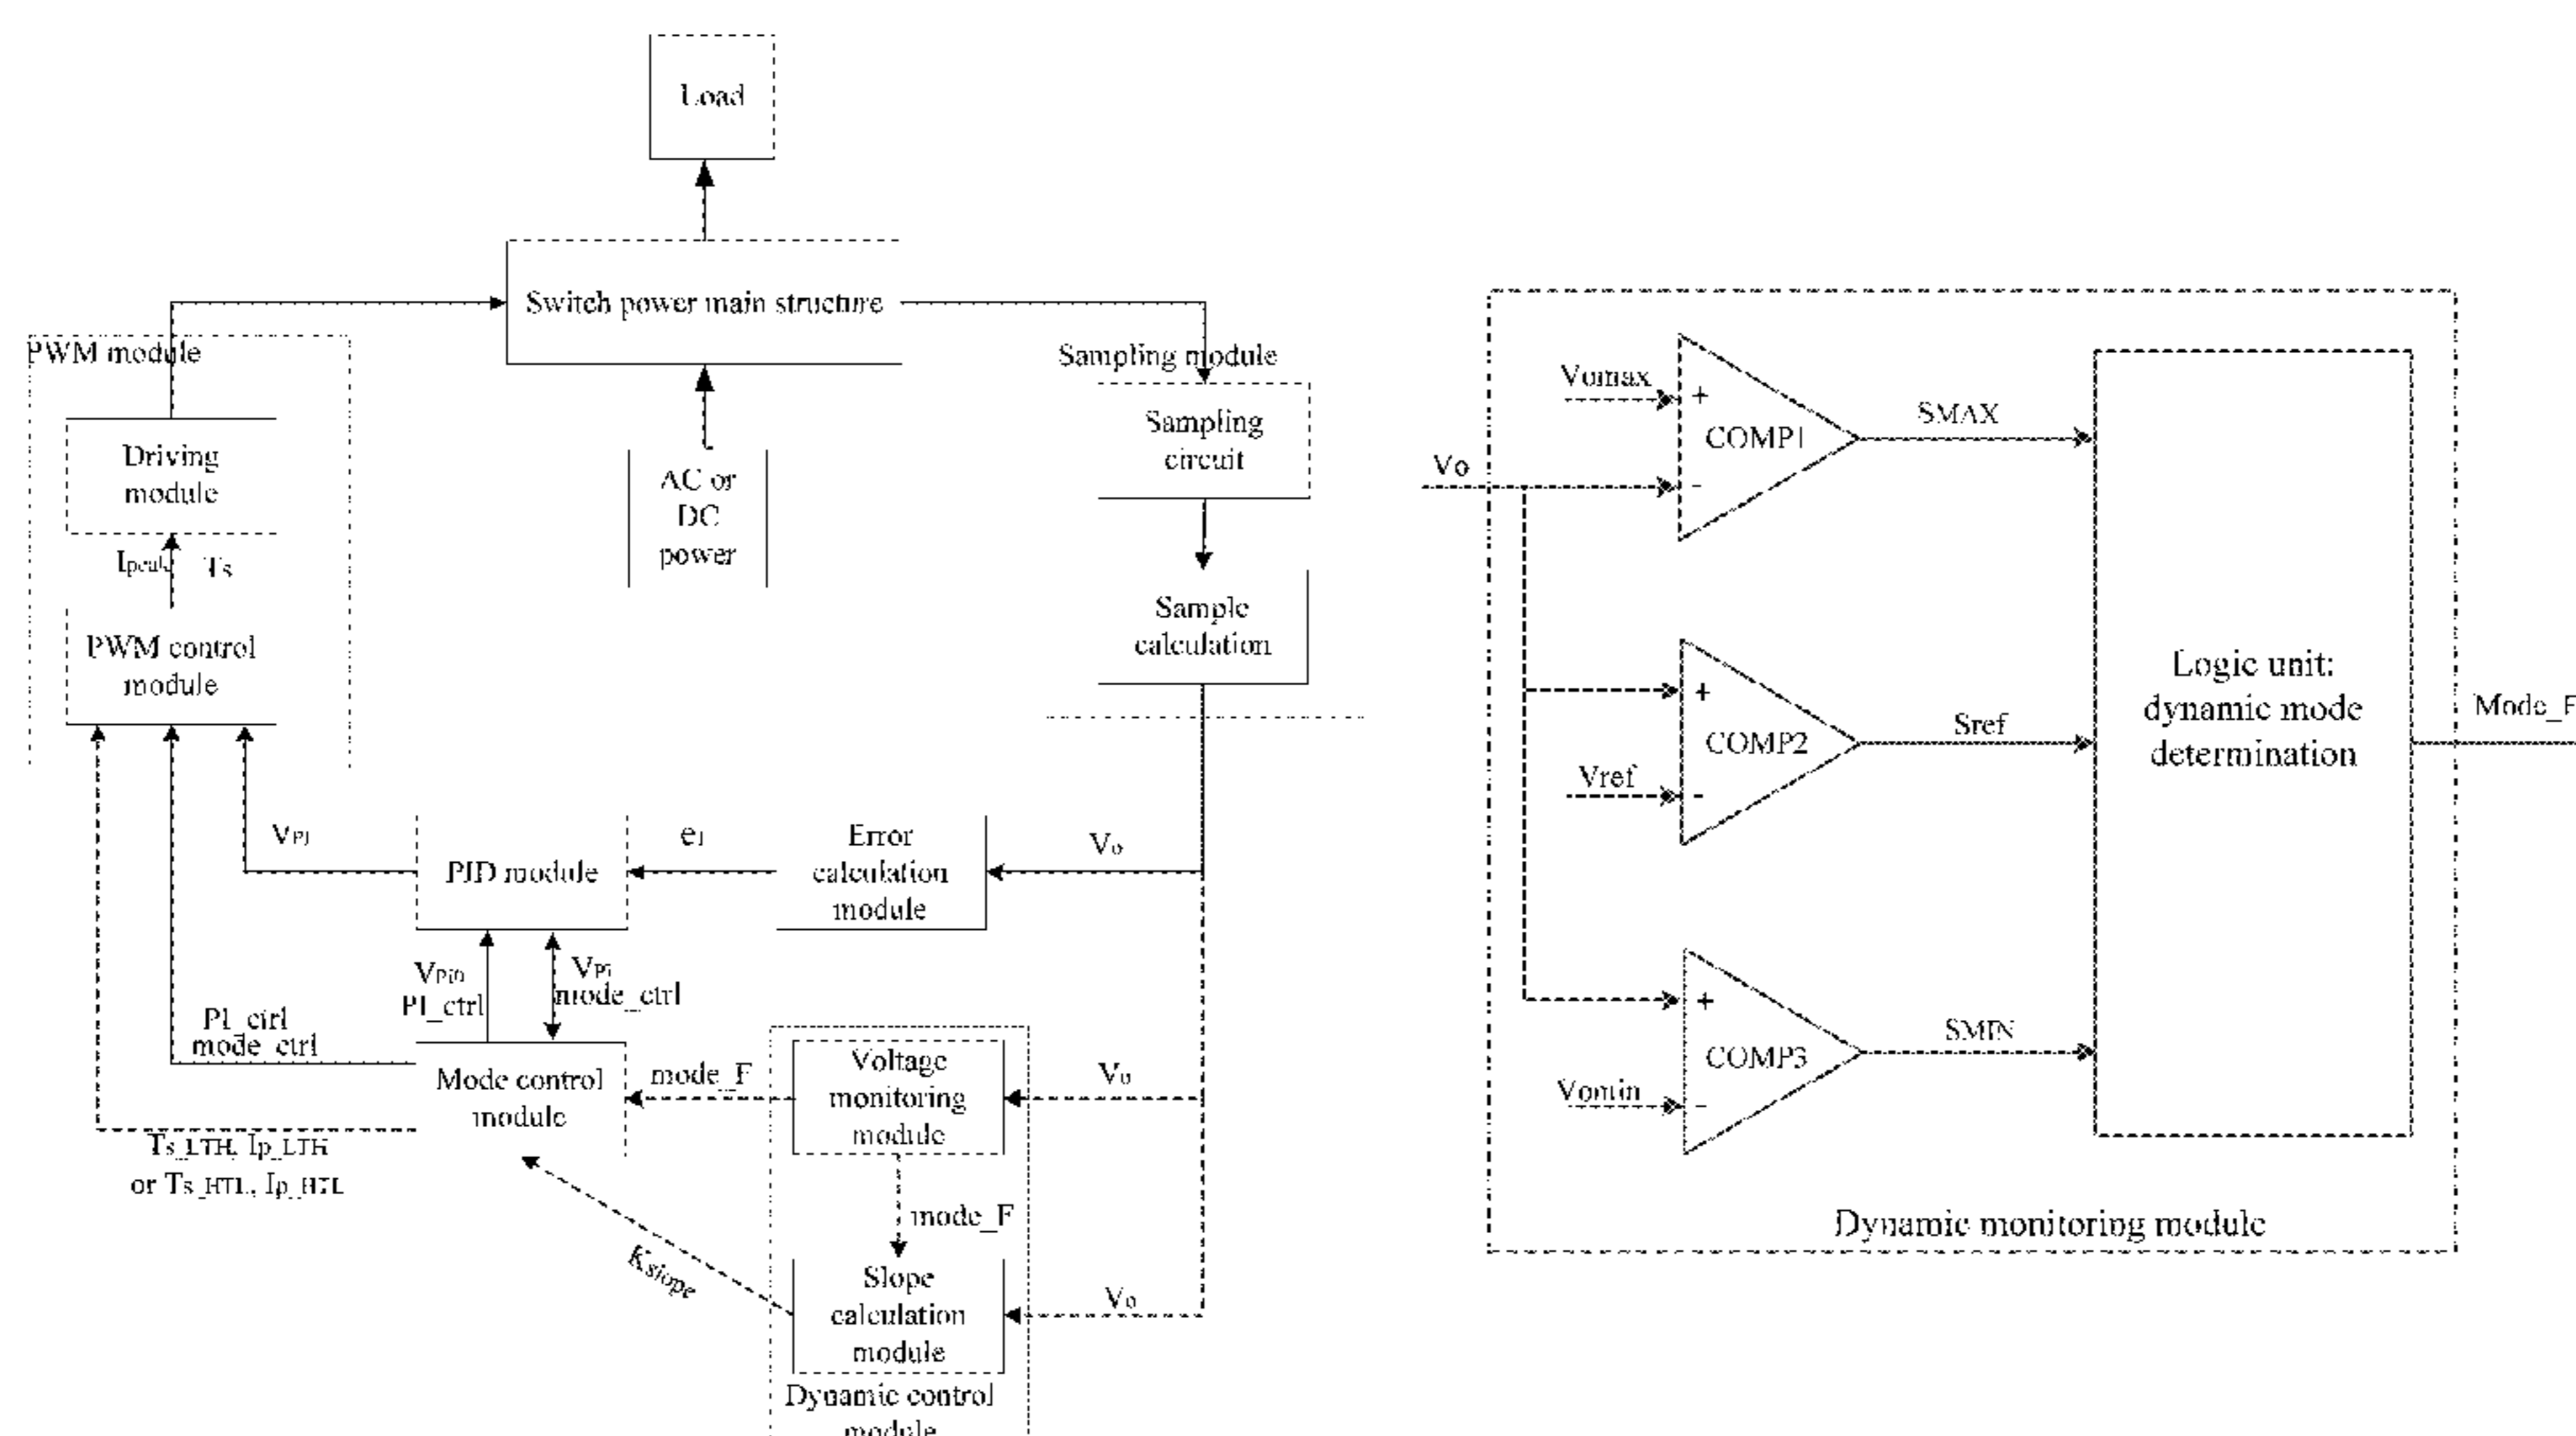 Load
Switch power main structure
PWM module
Sampling module
Driving
module
Sampling
circuit
AC or
DC
power
Ipeak
Ts
Sample
calculation
PWM control
module
VPI
PID module
e1
Error
calculation
module
Vo
VPI0
PI_ctrl
VPI
mode_ctrl
PI_ctrl
mode_ctrl
Mode control
module
mode_F
Voltage
monitoring
module
Vo
Ts_LTH, Ip_LTH
or Ts_HTL, Ip_HTL
mode_F
Kslope
Slope
calculation
module
Vo
Dynamic control
module
Vomax
+
COMP1
-
SMAX
Vo
+
COMP2
Vref
-
Sref
Logic unit:
dynamic mode
determination
Mode_F
+
COMP3
Vomin
-
SMIN
Dynamic monitoring module